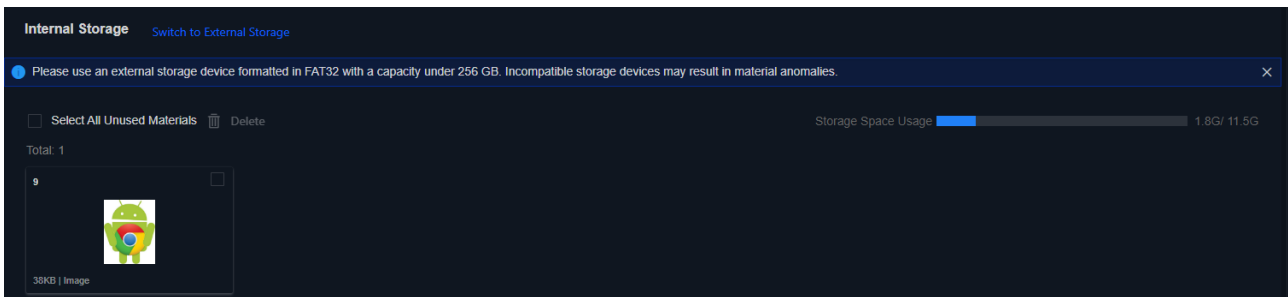 Internal Storage Switch to External Storage
Please use an external storage device formatted in FAT32 with a capacity under 256 GB. Incompatible storage devices may result in material anomalies.
Select All Unused Materials Delete Storage Space Usage 1.8G/ 11.5G
Total: 1
9
38KB | Image